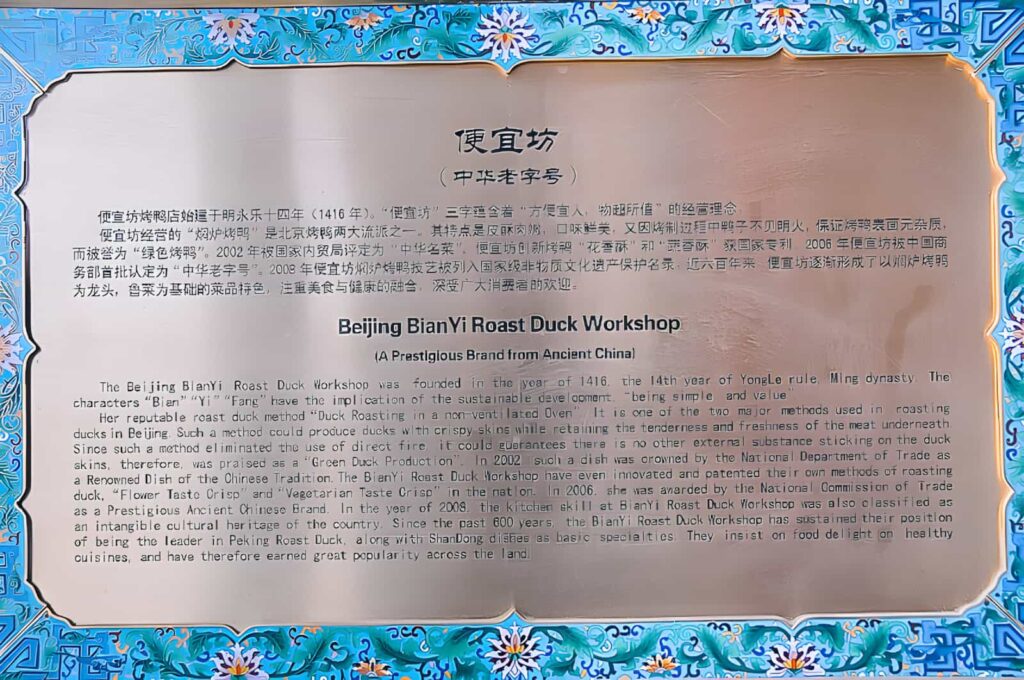 便宜坊
（中华老字号）
便宜坊烤鸭店始建于明永乐十四年（1416年）。“便宜坊”三字蕴含着“方便宜人，物超所值”的经营理念
便宜坊经营的“焖炉烤鸭”是北京烤鸭两大流派之一。其特点是皮酥肉嫩，口味鲜美，又因烤制过程中鸭子不见明火，保证烤鸭表面无杂质，
而被誉为“绿色烤鸭”。2002年被国家内贸局评定为“中华名菜”，便宜坊创新烤鸭“花香酥”和“蔬香酥”获国家专利，2006年便宜坊被中国商
务部首批认定为“中华老字号”。2008年便宜坊焖炉烤鸭技艺被列入国家级非物质文化遗产保护名录，近六百年来，便宜坊逐渐形成了以焖炉烤鸭
为龙头，鲁菜为基础的菜品特色，注重美食与健康的融合，深受广大消费者的欢迎。
Beijing BianYi Roast Duck Workshop
(A Prestigious Brand from Ancient China)
The Beijing BianYi Roast Duck Workshop was founded in the year of 1416, the 14th year of YongLe rule, Ming dynasty. The
characters “Bian” “Yi” “Fang” have the implication of the sustainable development, “being simple, and value”
Her reputable roast duck method “Duck Roasting in a non-ventilated Oven”. It is one of the two major methods used in roasting
ducks in Beijing. Such a method could produce ducks with crispy skins while retaining the tenderness and freshness of the meat underneath.
Since such a method eliminated the use of direct fire, it could guerantees there is no other external substance sticking on the duck
skins, therefore, was praised as a “Green Duck Production”. In 2002, such a dish was crowned by the National Department of Trade as
a Renowned Dish of the Chinese Tradition. The BianYi Roast Duck Workshop have even innovated and patented their own methods of roasting
duck, “Flower Taste Crisp” and “Vegetarian Taste Crisp” in the nation. In 2006, she was awarded by the National Commission of Trade
as a Prestigious Ancient Chinese Brand. In the year of 2008, the kitchen skill at BianYi Roast Duck Workshop was also classified as
an intangible cultural heritage of the country. Since the past 600 years, the BianYi Roast Duck Workshop has sustained their position
of being the leader in Peking Roast Duck, along with ShanDong dishes as basic specialties. They insist on food delight on healthy
cuisines, and have therefore earned great popularity across the land.